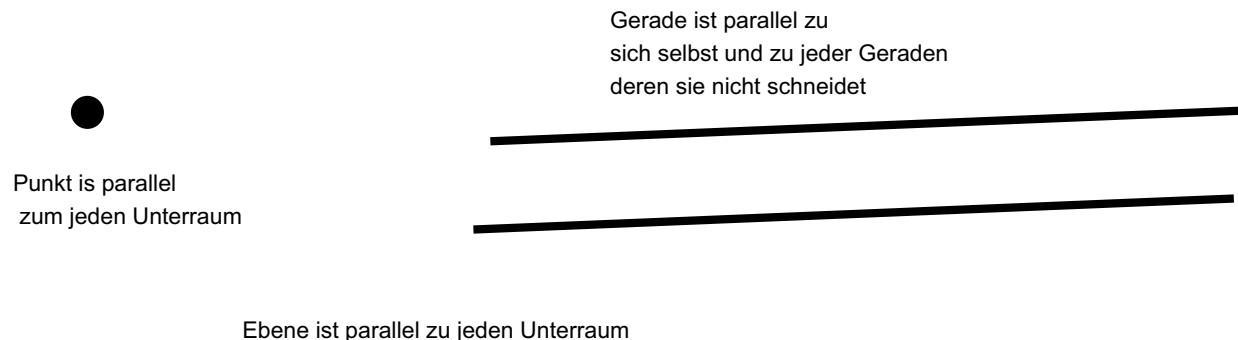 Gerade ist parallel zu
sich selbst und zu jeder Geraden
deren sie nicht schneidet
Punkt is parallel
zum jeden Unterraum
Ebene ist parallel zu jeden Unterraum